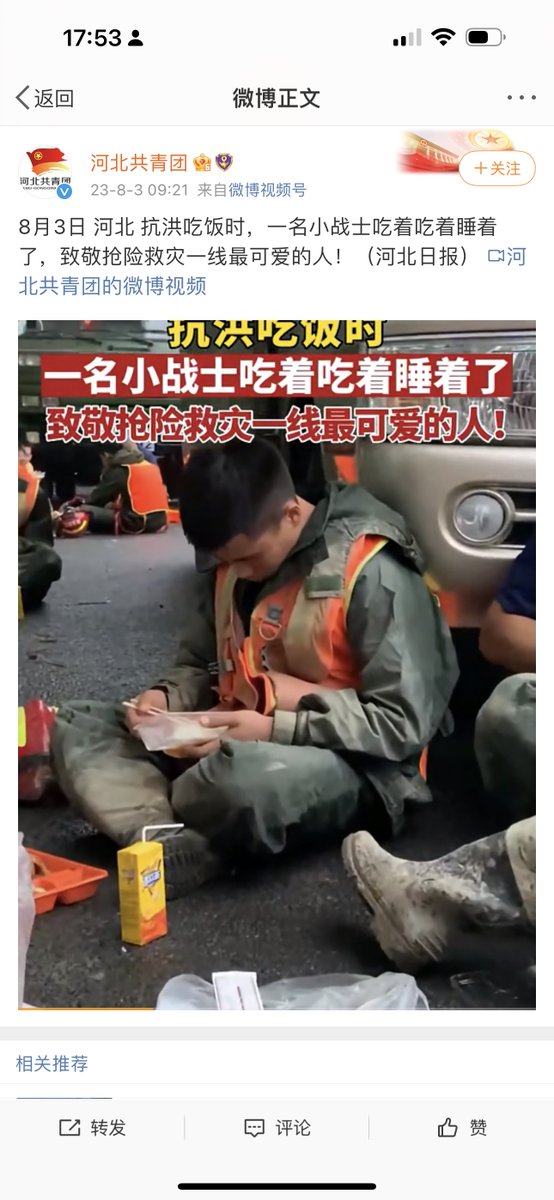 17:53
返回
微博正文
河北共青团
河北共青团
+关注
23-8-3 09:21 来自微博视频号
8月3日 河北 抗洪吃饭时，一名小战士吃着吃着睡着
了，致敬抢险救灾一线最可爱的人！（河北日报） 河
北共青团的微博视频
抗洪吃饭时
一名小战士吃着吃着睡着了
致敬抢险救灾一线最可爱的人!
相关推荐
转发
评论
赞